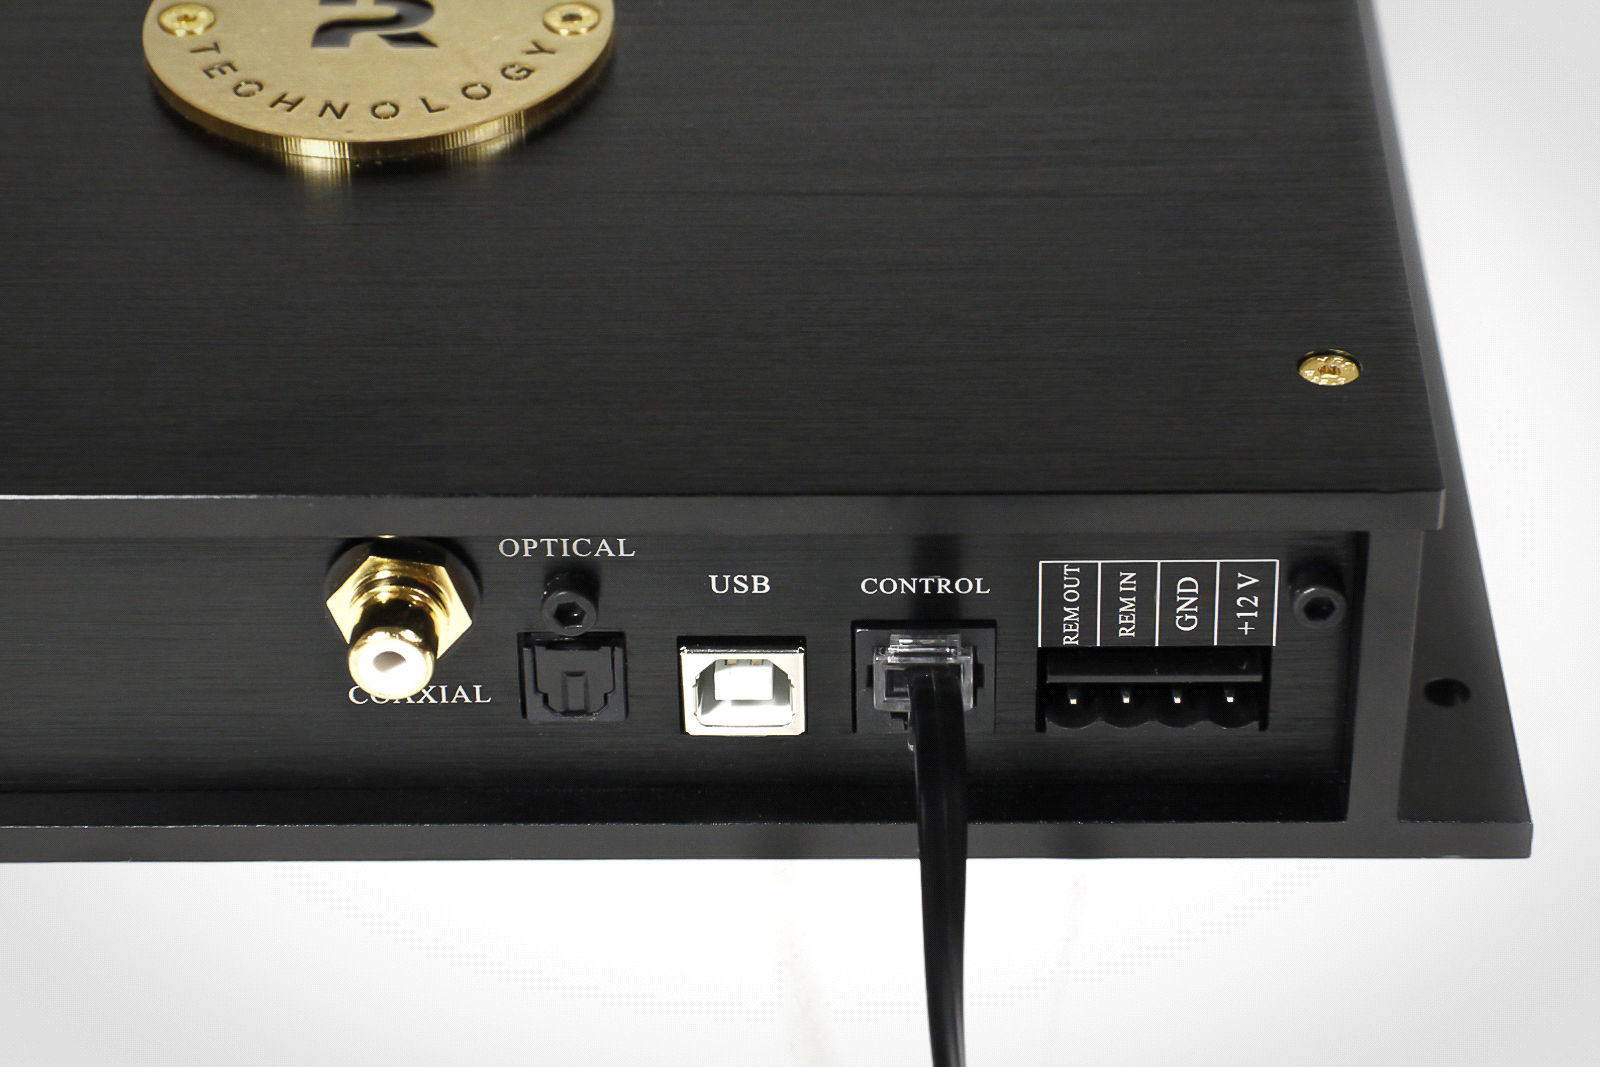 TECHNOLOGY
OPTICAL
USB
CONTROL
COAXIAL
REM OUT
REM IN
GND
+12 V